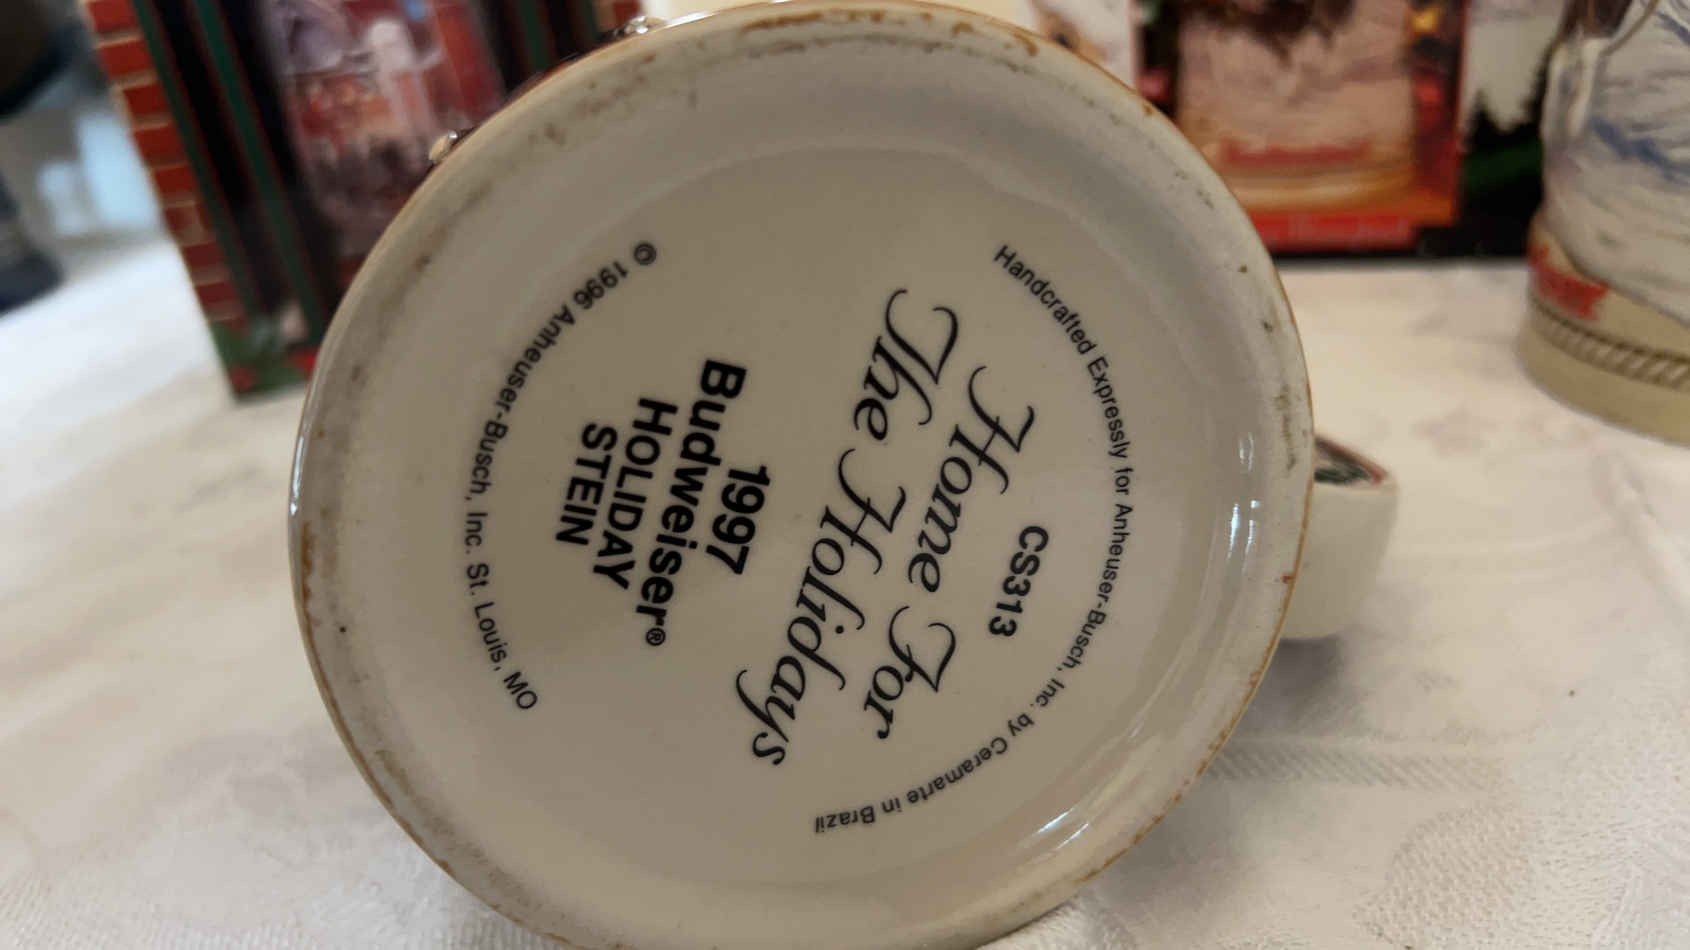 Handcrafted Expressly for Anheuser-Busch, Inc. by Ceramarte in Brazil
CS313
Home For
The Holidays
1997
Budweiser®
HOLIDAY
STEIN
© 1996 Anheuser-Busch, Inc. St. Louis, MO